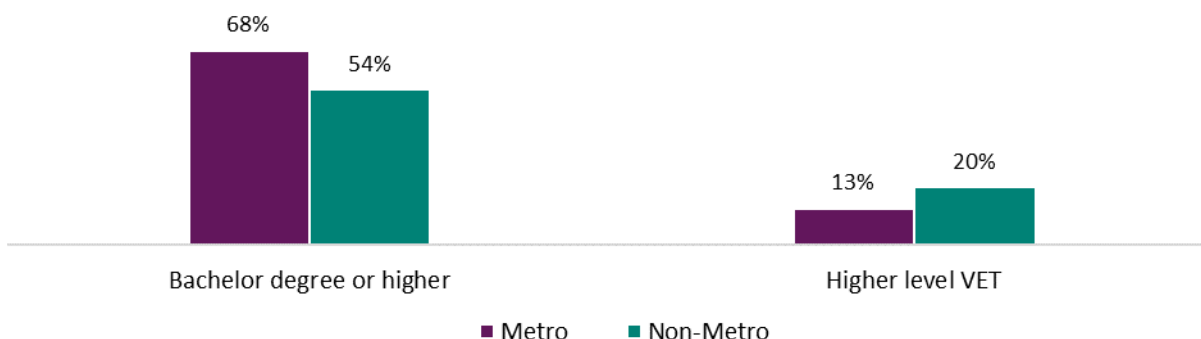 68%
54%
13%
20%
Bachelor degree or higher
Higher level VET
Metro
Non-Metro